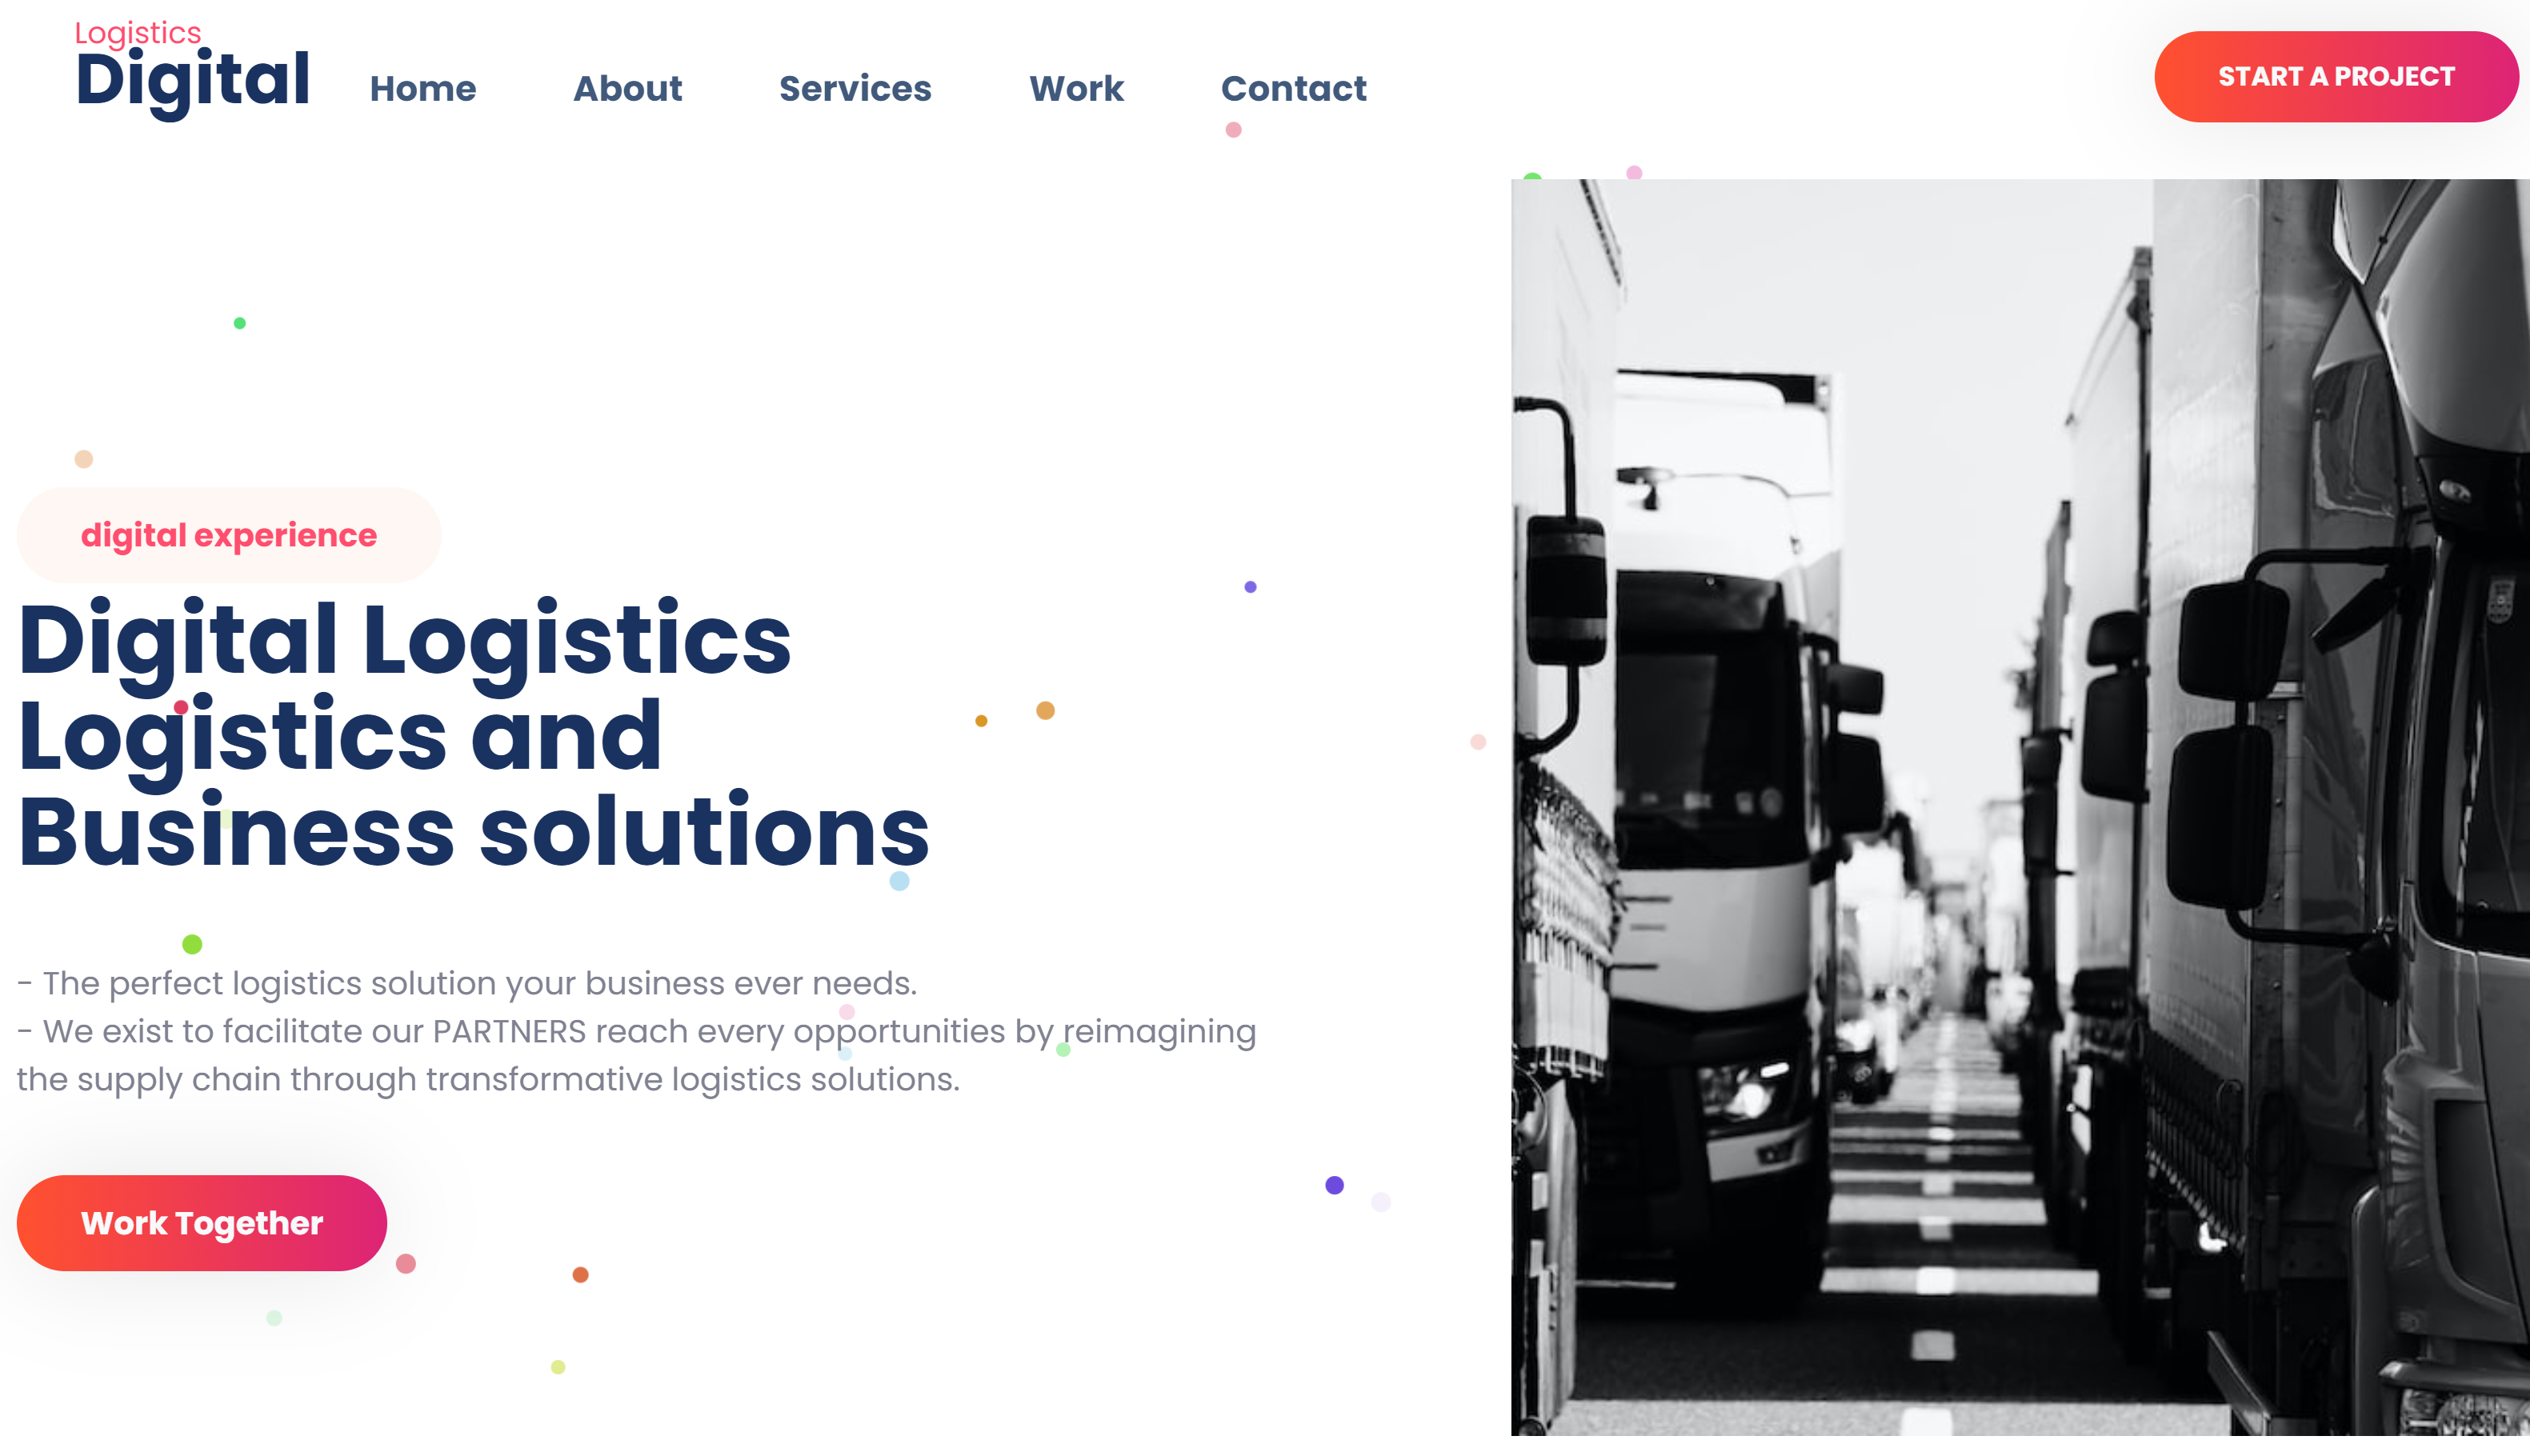 Logistics
Digital
Home
About
Services
Work
Contact
START A PROJECT
digital experience
Digital Logistics
Logistics and
Business solutions
- The perfect logistics solution your business ever needs.
- We exist to facilitate our PARTNERS reach every opportunities by reimagining
the supply chain through transformative logistics solutions.
Work Together